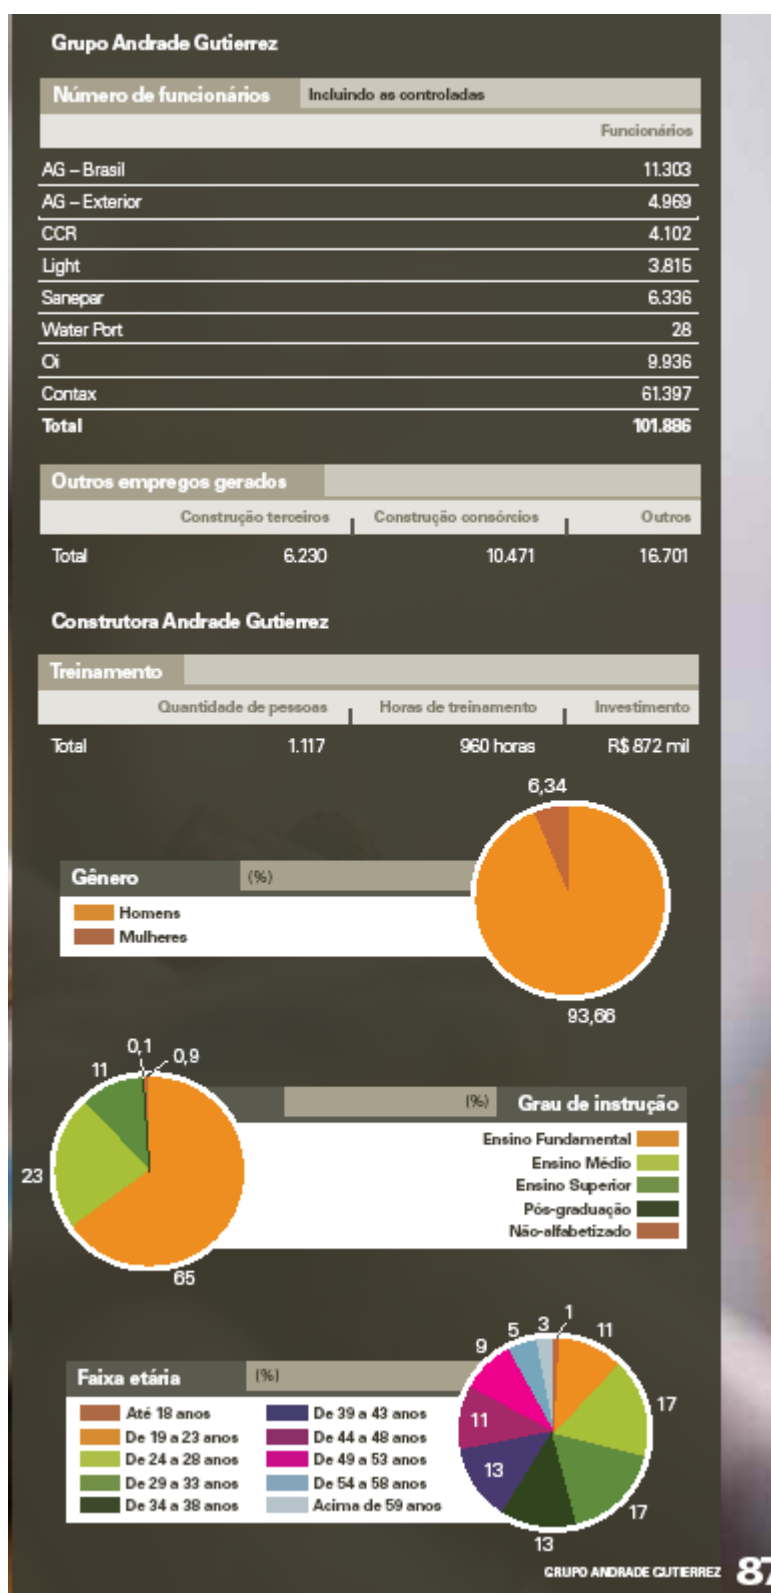 Grupo Andrade Gutierrez
Número de funcionários Incluindo as controladas
Funcionários
AG – Brasil 11.303
AG – Exterior 4.969
CCR 4.102
Light 3.815
Sanepar 6.336
Water Port 28
Oi 9.936
Contax 61.397
Total 101.886
Outros empregos gerados
Construção terceiros Construção consórcios Outros
Total 6.230 10.471 16.701
Construtora Andrade Gutierrez
Treinamento
Quantidade de pessoas Horas de treinamento Investimento
Total 1.117 960 horas R$ 872 mil
6,34
Gênero (%)
Homens
Mulheres
93,66
0,1 0,9
11
23
65
(%) Grau de instrução
Ensino Fundamental
Ensino Médio
Ensino Superior
Pós-graduação
Não-alfabetizado
Faixa etária (%)
Até 18 anos De 39 a 43 anos
De 19 a 23 anos De 44 a 48 anos
De 24 a 28 anos De 49 a 53 anos
De 29 a 33 anos De 54 a 58 anos
De 34 a 38 anos Acima de 59 anos
1
3
5
9
11
11
17
13
17
13
GRUPO ANDRADE GUTIERREZ 87